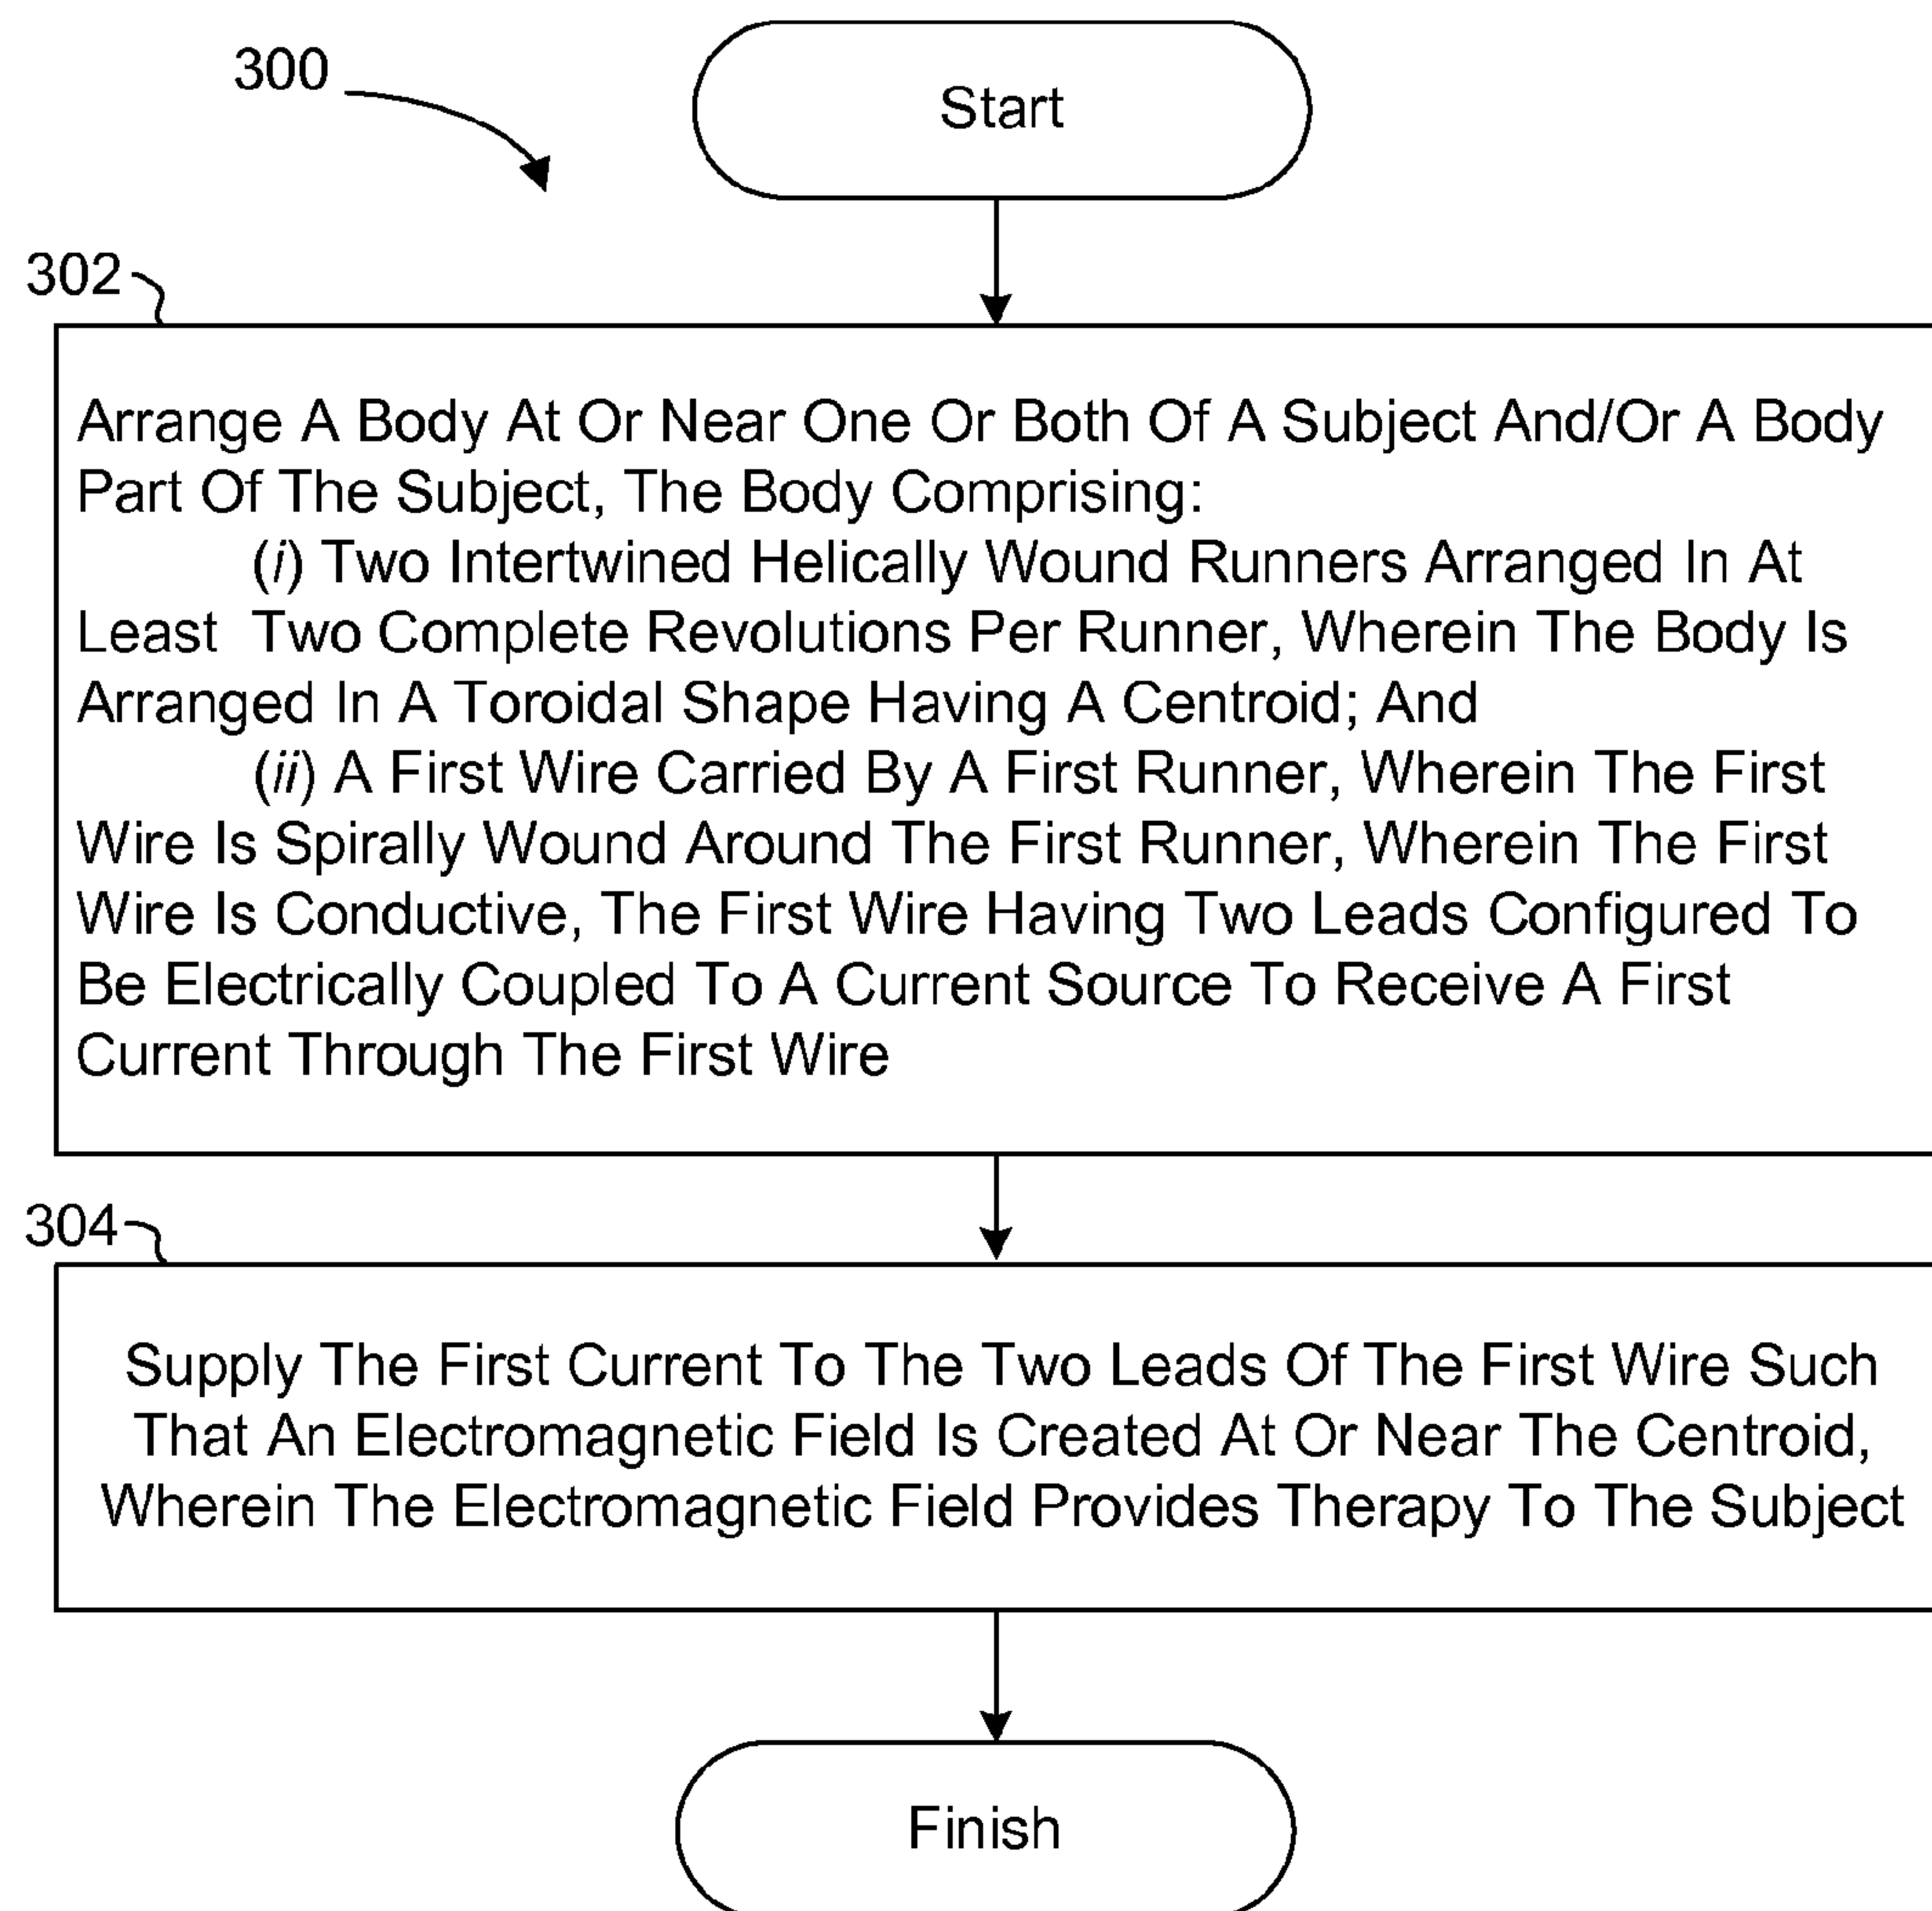 300
Start
302
Arrange A Body At Or Near One Or Both Of A Subject And/Or A Body
Part Of The Subject, The Body Comprising:
(i) Two Intertwined Helically Wound Runners Arranged In At
Least Two Complete Revolutions Per Runner, Wherein The Body Is
Arranged In A Toroidal Shape Having A Centroid; And
(ii) A First Wire Carried By A First Runner, Wherein The First
Wire Is Spirally Wound Around The First Runner, Wherein The First
Wire Is Conductive, The First Wire Having Two Leads Configured To
Be Electrically Coupled To A Current Source To Receive A First
Current Through The First Wire
304
Supply The First Current To The Two Leads Of The First Wire Such
That An Electromagnetic Field Is Created At Or Near The Centroid,
Wherein The Electromagnetic Field Provides Therapy To The Subject
Finish